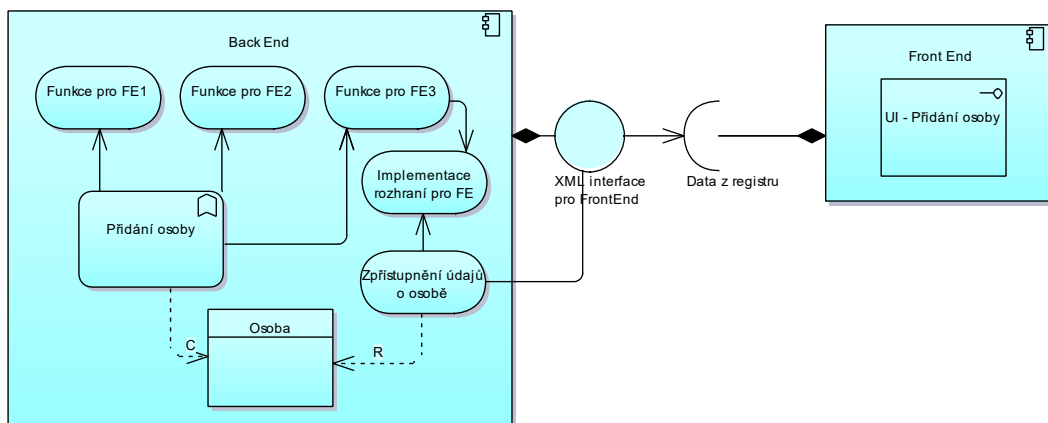 Back End
Funkce pro FE1
Funkce pro FE2
Funkce pro FE3
Implementace
rozhraní pro FE
Přidání osoby
Zpřístupnění údajů
o osobě
Osoba
C
R
XML interface
pro FrontEnd
Data z registru
Front End
UI - Přidání osoby